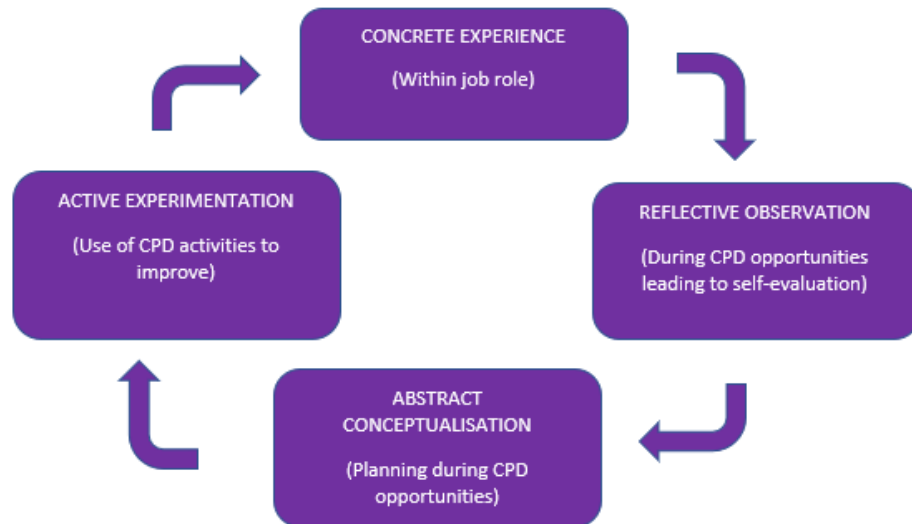 CONCRETE EXPERIENCE
(Within job role)
ACTIVE EXPERIMENTATION
(Use of CPD activities to
improve)
REFLECTIVE OBSERVATION
(During CPD opportunities
leading to self-evaluation)
ABSTRACT
CONCEPTUALISATION
(Planning during CPD
opportunities)